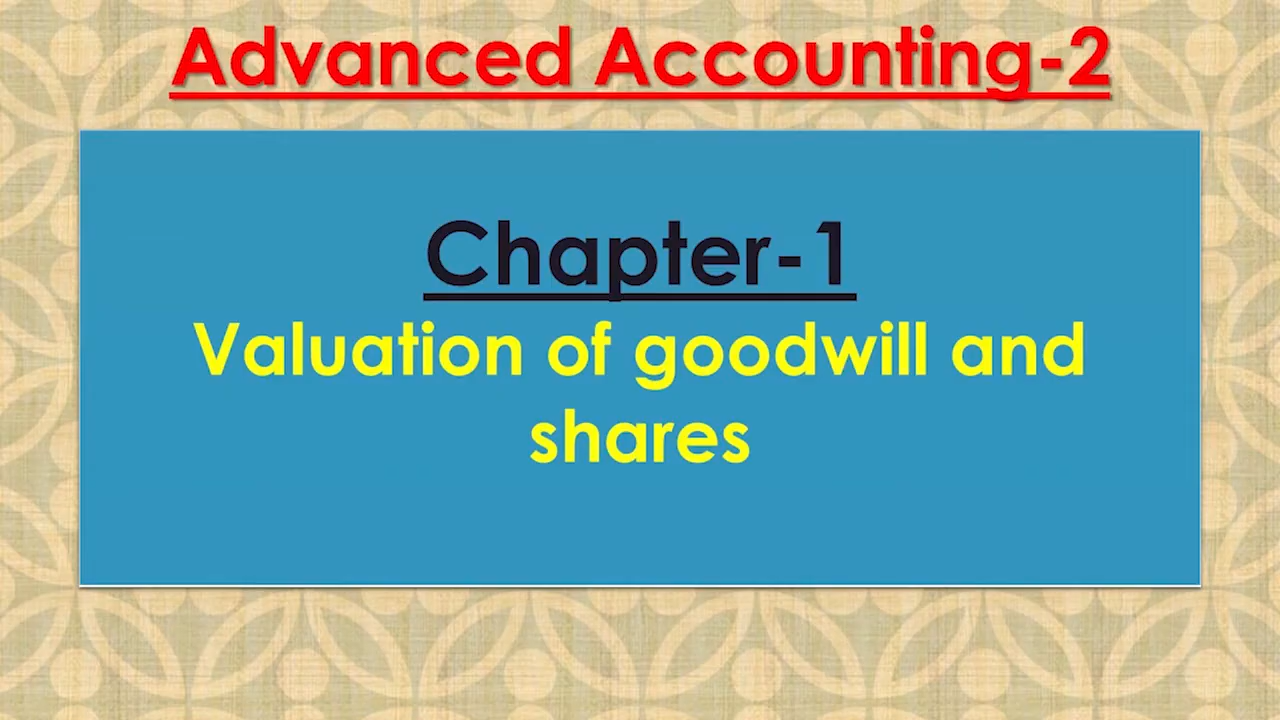 Advanced Accounting-2
Chapter-1
Valuation of goodwill and
shares